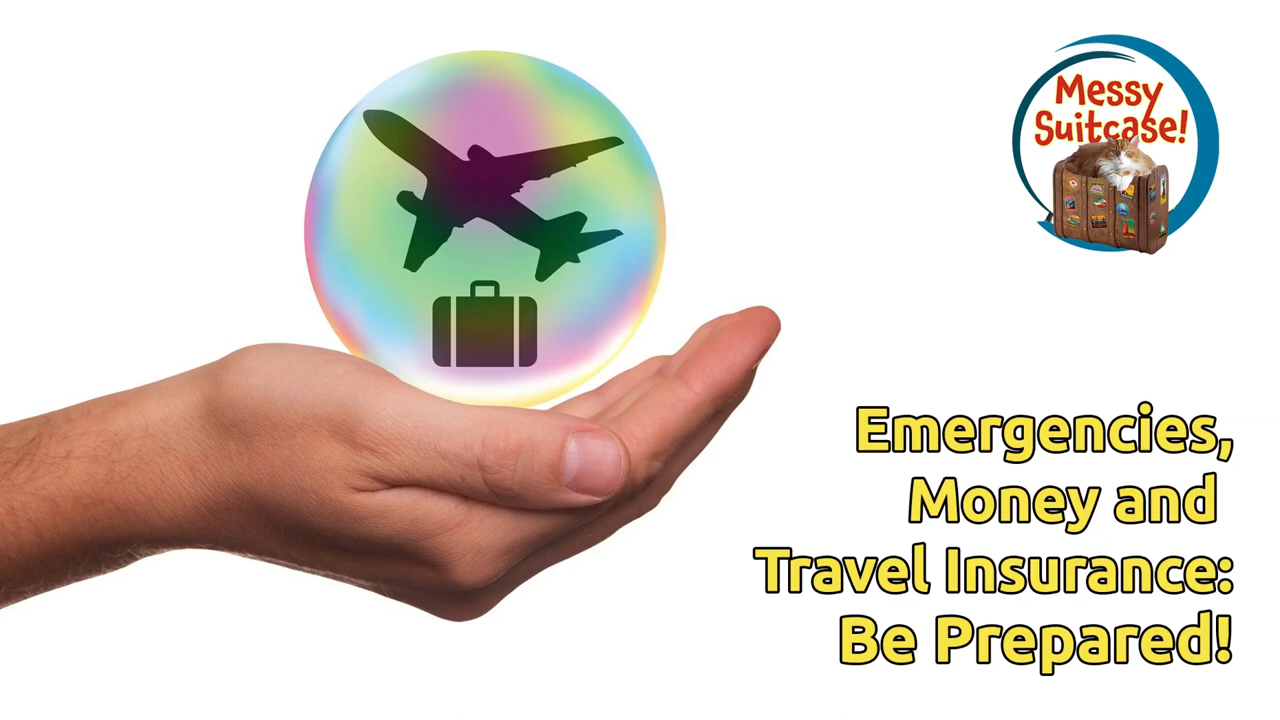 Messy
Suitcase!
Emergencies,
Money and
Travel Insurance:
Be Prepared!